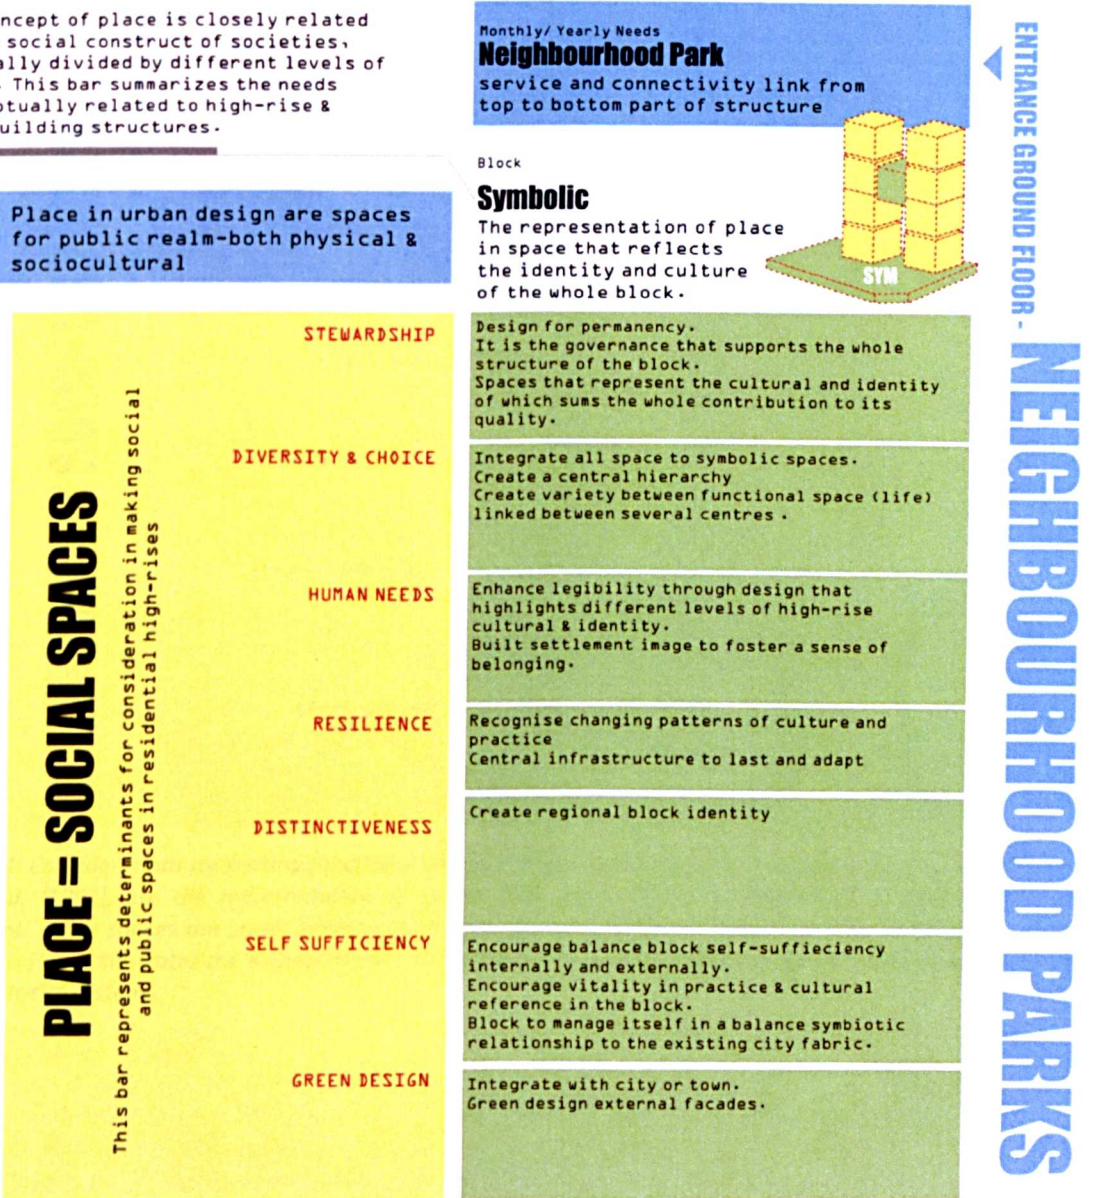 ncept of place is closely related
social construct of societies,
ally divided by different levels of
. This bar summarizes the needs
ptually related to high-rise &
uilding structures.
Place in urban design are spaces
for public realm-both physical &
sociocultural
Monthly/ Yearly Needs
Neighbourhood Park
service and connectivity link from
top to bottom part of structure
Block
Symbolic
The representation of place
in space that reflects
the identity and culture
of the whole block.
SYM
PLACE = SOCIAL SPACES
This bar represents determinants for consideration in making social
and public spaces in residential high-rises
STEWARDSHIP
Design for permanency.
It is the governance that supports the whole
structure of the block.
Spaces that represent the cultural and identity
of which sums the whole contribution to its
quality.
DIVERSITY & CHOICE
Integrate all space to symbolic spaces.
Create a central hierarchy
Create variety between functional space (life)
linked between several centres .
HUMAN NEEDS
Enhance legibility through design that
highlights different levels of high-rise
cultural & identity.
Built settlement image to foster a sense of
belonging.
RESILIENCE
Recognise changing patterns of culture and
practice
Central infrastructure to last and adapt
DISTINCTIVENESS
Create regional block identity
SELF SUFFICIENCY
Encourage balance block self-suffieciency
internally and externally.
Encourage vitality in practice & cultural
reference in the block.
Block to manage itself in a balance symbiotic
relationship to the existing city fabric.
GREEN DESIGN
Integrate with city or town.
Green design external facades.
ENTRANCE GROUND FLOOR - NEIGHBOURHOOD PARKS